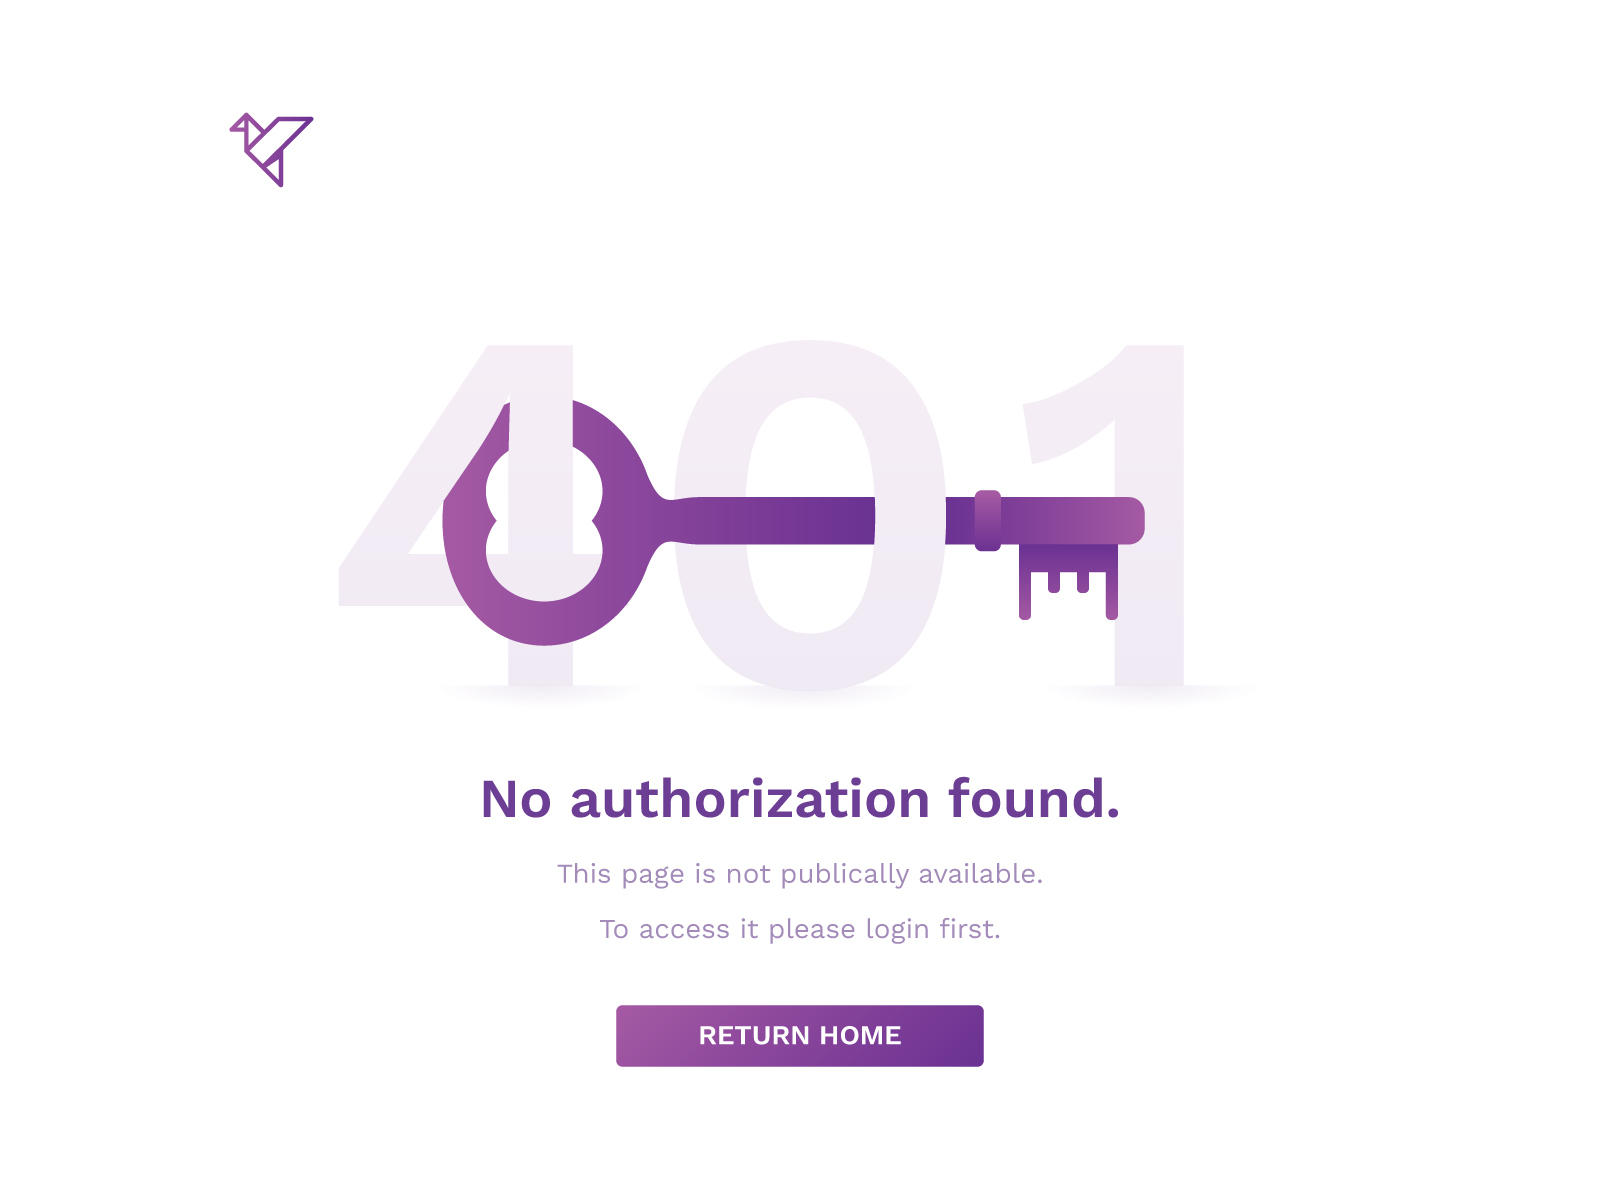 401
No authorization found.
This page is not publically available.
To access it please login first.
RETURN HOME